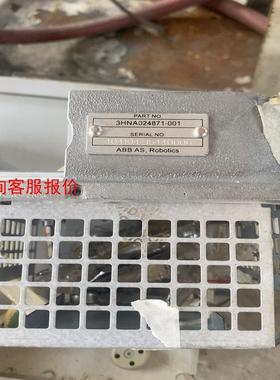 PART NO.
3HNA024871-001
SERIAL NO
ABB AS, Robotics
询客服报价